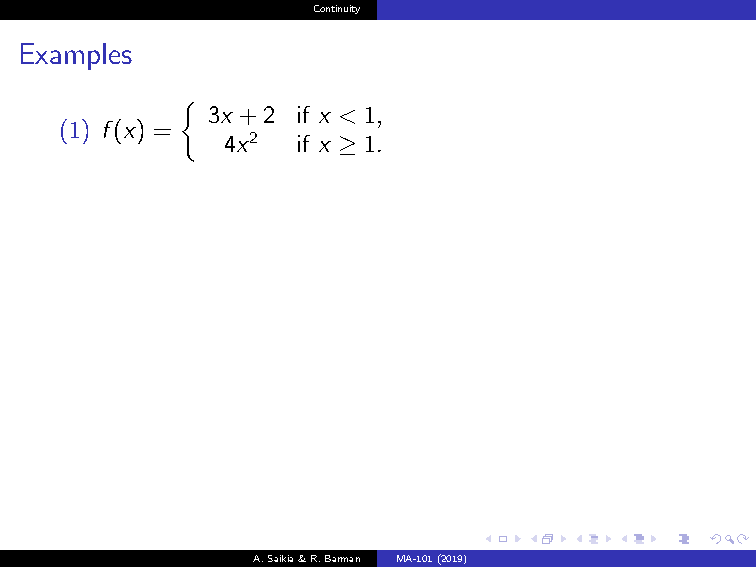 Continuity
Examples
(1) f(x) = { 3x + 2 if x < 1,
4x² if x ≥ 1.
A. Saikia & R. Barman MA-101 (2019)